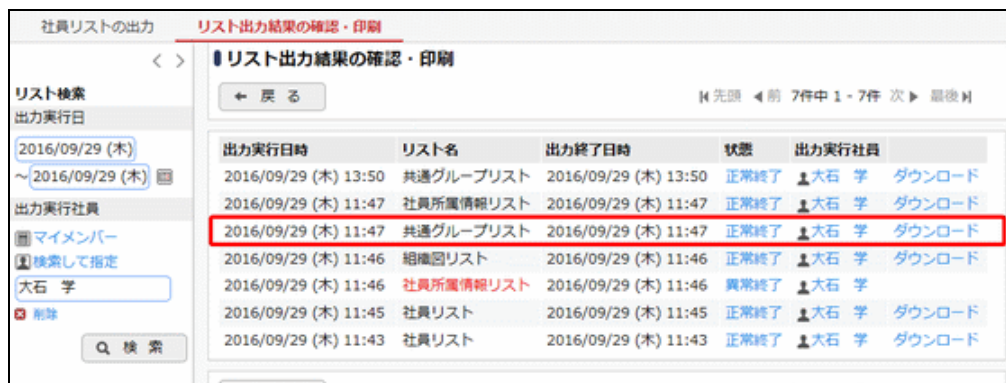 社員リストの出力
リスト出力結果の確認・印刷
リスト検索
出力実行日
2016/09/29 (木)
～2016/09/29 (木)
出力実行社員
マイメンバー
検索して指定
大石 学
削除
検索
リスト出力結果の確認・印刷
戻る
先頭 前 7件中 1 - 7件 次 最後
出力実行日時 リスト名 出力終了日時 状態 出力実行社員
2016/09/29 (木) 13:50 共通グループリスト 2016/09/29 (木) 13:50 正常終了 大石 学 ダウンロード
2016/09/29 (木) 11:47 社員所属情報リスト 2016/09/29 (木) 11:47 正常終了 大石 学 ダウンロード
2016/09/29 (木) 11:47 共通グループリスト 2016/09/29 (木) 11:47 正常終了 大石 学 ダウンロード
2016/09/29 (木) 11:46 組織図リスト 2016/09/29 (木) 11:46 正常終了 大石 学 ダウンロード
2016/09/29 (木) 11:46 社員所属情報リスト 2016/09/29 (木) 11:46 異常終了 大石 学
2016/09/29 (木) 11:45 社員リスト 2016/09/29 (木) 11:45 正常終了 大石 学 ダウンロード
2016/09/29 (木) 11:43 社員リスト 2016/09/29 (木) 11:43 正常終了 大石 学 ダウンロード